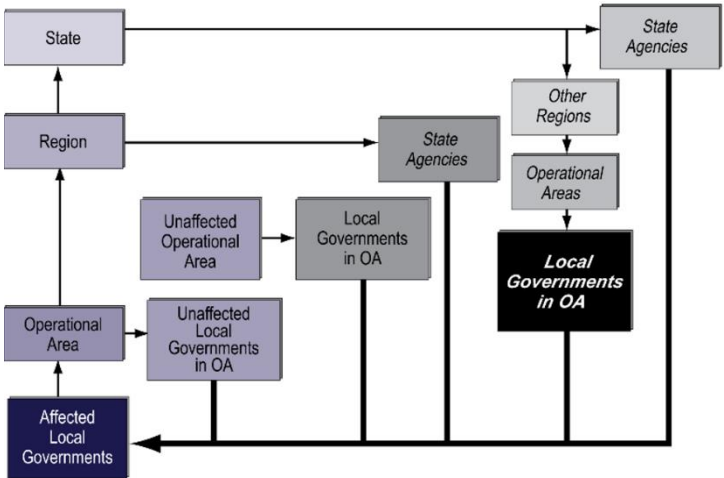 State
State
Agencies
Other
Regions
Region
State
Agencies
Operational
Areas
Unaffected
Operational
Area
Local
Governments
in OA
Local
Governments
in OA
Operational
Area
Unaffected
Local
Governments
in OA
Affected
Local
Governments